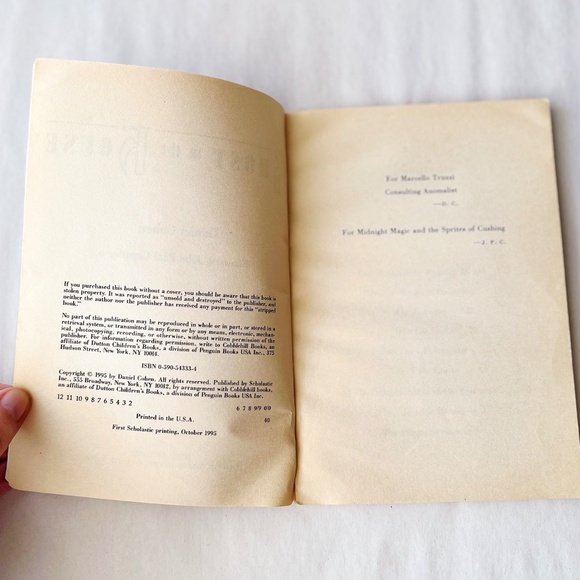 If you purchased this book without a cover, you should be aware that this book is
stolen property. It was reported as "unsold and destroyed" to the publisher, and
neither the author nor the publisher has received any payment for this "stripped
book."
No part of this publication may be reproduced in whole or in part, or stored in a
retrieval system, or transmitted in any form or by any means, electronic, mechan-
ical, photocopying, recording, or otherwise, without written permission of the
publisher. For information regarding permission, write to Cobblehill Books, an
affiliate of Dutton Children's Books, a division of Penguin Books USA Inc., 375
Hudson Street, New York, NY 10014.
ISBN 0-590-54333-4
Copyright © 1995 by Daniel Cohen. All rights reserved. Published by Scholastic
Inc., 555 Broadway, New York, NY 10012, by arrangement with Cobblehill books,
an affiliate of Dutton Children's Books, a division of Penguin Books USA Inc.
12 11 10 9 8 7 6 5 4 3 2 6 7 8 9/9 0/0
Printed in the U.S.A. 40
First Scholastic printing, October 1995
For Marcello Truzzi
Consulting Anomalist
—D. C.
For Midnight Magic and the Sprites of Cushing
—J. P. C.